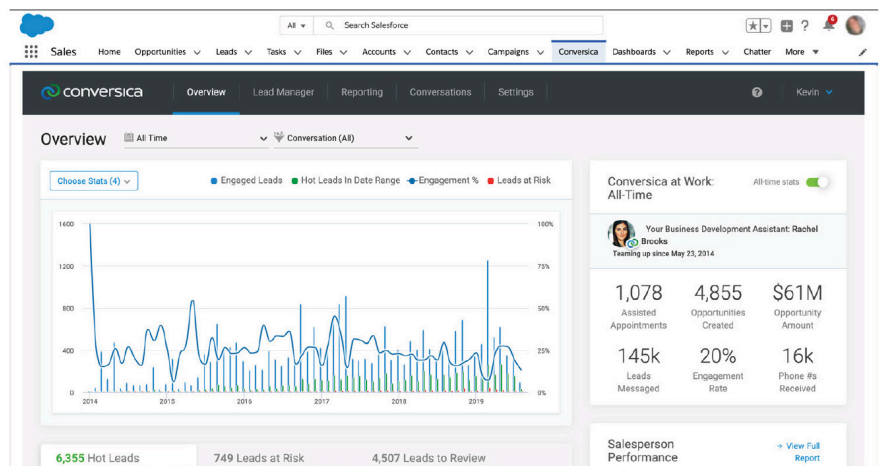 All
Search Salesforce
6
Sales Home Opportunities Leads Tasks Files Accounts Contacts Campaigns Conversica Dashboards Reports Chatter More
conversica Overview Lead Manager Reporting Conversations Settings ? Kevin
Overview All Time Conversation (All)
Choose Stats (4) Engaged Leads Hot Leads In Date Range Engagement % Leads at Risk
1600 100%
1200 75%
800 50%
400 25%
0 0%
2014 2015 2016 2017 2018 2019
Conversica at Work:
All-Time
All-time stats
Your Business Development Assistant: Rachel
Brooks
Teaming up since May 23, 2014
1,078 4,855 $61M
Assisted Opportunities Opportunity
Appointments Created Amount
145k 20% 16k
Leads Engagement Phone #s
Messaged Rate Received
6,355 Hot Leads 749 Leads at Risk 4,507 Leads to Review
Salesperson
Performance
→ View Full
Report